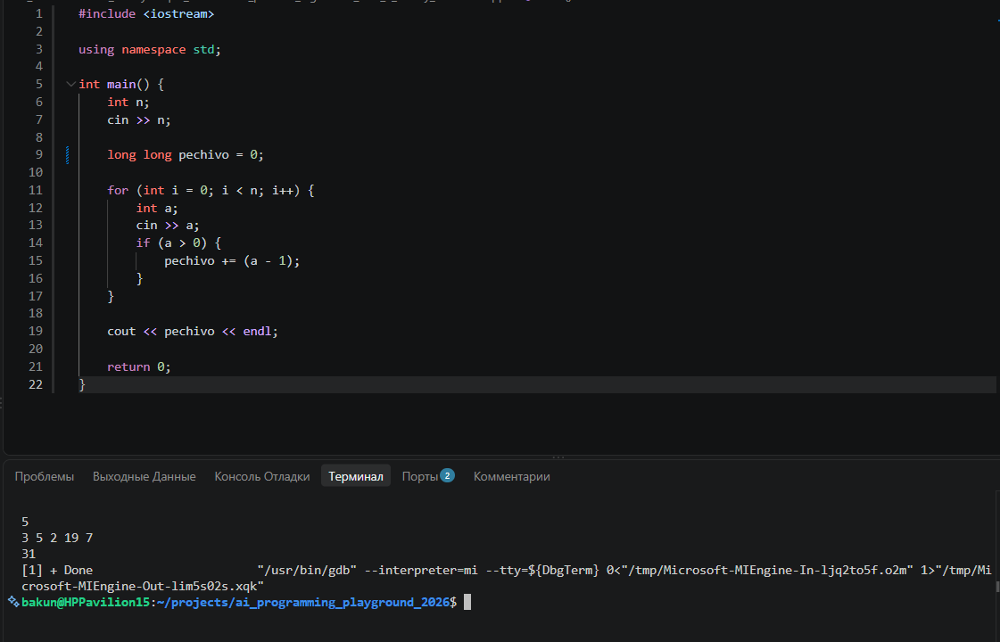 1 #include <iostream>
2
3 using namespace std;
4
5 int main() {
6 int n;
7 cin >> n;
8
9 long long pechivo = 0;
10
11 for (int i = 0; i < n; i++) {
12 int a;
13 cin >> a;
14 if (a > 0) {
15 pechivo += (a - 1);
16 }
17 }
18
19 cout << pechivo << endl;
20
21 return 0;
22 }
Проблемы Выходные Данные Консоль Отладки Терминал Порты 2 Комментарии
5
3 5 2 19 7
31
[1] + Done "/usr/bin/gdb" --interpreter=mi --tty=${DbgTerm} 0<"/tmp/Microsoft-MIEngine-In-ljq2to5f.o2m" 1>"/tmp/Mi
crosoft-MIEngine-Out-lim5s02s.xqk"
bakun@HPPavilion15:~/projects/ai_programming_playground_2026$